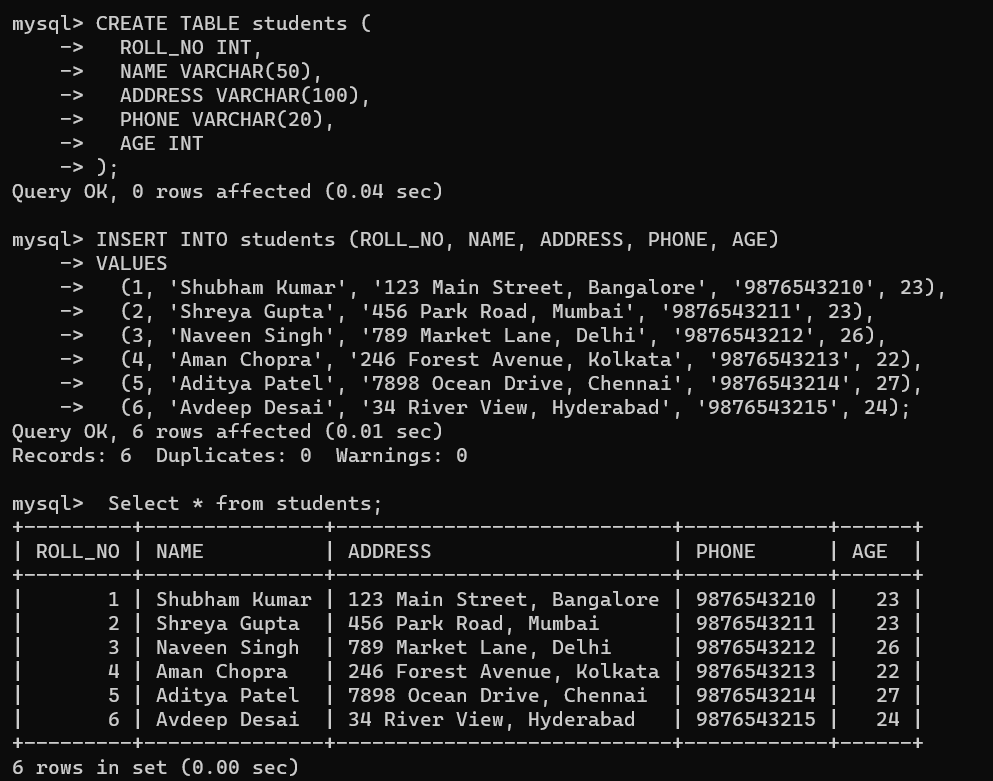 mysql> CREATE TABLE students (
    ->   ROLL_NO INT,
    ->   NAME VARCHAR(50),
    ->   ADDRESS VARCHAR(100),
    ->   PHONE VARCHAR(20),
    ->   AGE INT
    -> );
Query OK, 0 rows affected (0.04 sec)

mysql> INSERT INTO students (ROLL_NO, NAME, ADDRESS, PHONE, AGE)
    -> VALUES
    ->   (1, 'Shubham Kumar', '123 Main Street, Bangalore', '9876543210', 23),
    ->   (2, 'Shreya Gupta', '456 Park Road, Mumbai', '9876543211', 23),
    ->   (3, 'Naveen Singh', '789 Market Lane, Delhi', '9876543212', 26),
    ->   (4, 'Aman Chopra', '246 Forest Avenue, Kolkata', '9876543213', 22),
    ->   (5, 'Aditya Patel', '7898 Ocean Drive, Chennai', '9876543214', 27),
    ->   (6, 'Avdeep Desai', '34 River View, Hyderabad', '9876543215', 24);
Query OK, 6 rows affected (0.01 sec)
Records: 6  Duplicates: 0  Warnings: 0

mysql>  Select * from students;
+---------+---------------+----------------------------+------------+------+
| ROLL_NO | NAME          | ADDRESS                    | PHONE      | AGE  |
+---------+---------------+----------------------------+------------+------+
|       1 | Shubham Kumar | 123 Main Street, Bangalore | 9876543210 |   23 |
|       2 | Shreya Gupta  | 456 Park Road, Mumbai      | 9876543211 |   23 |
|       3 | Naveen Singh  | 789 Market Lane, Delhi     | 9876543212 |   26 |
|       4 | Aman Chopra   | 246 Forest Avenue, Kolkata | 9876543213 |   22 |
|       5 | Aditya Patel  | 7898 Ocean Drive, Chennai  | 9876543214 |   27 |
|       6 | Avdeep Desai  | 34 River View, Hyderabad   | 9876543215 |   24 |
+---------+---------------+----------------------------+------------+------+
6 rows in set (0.00 sec)